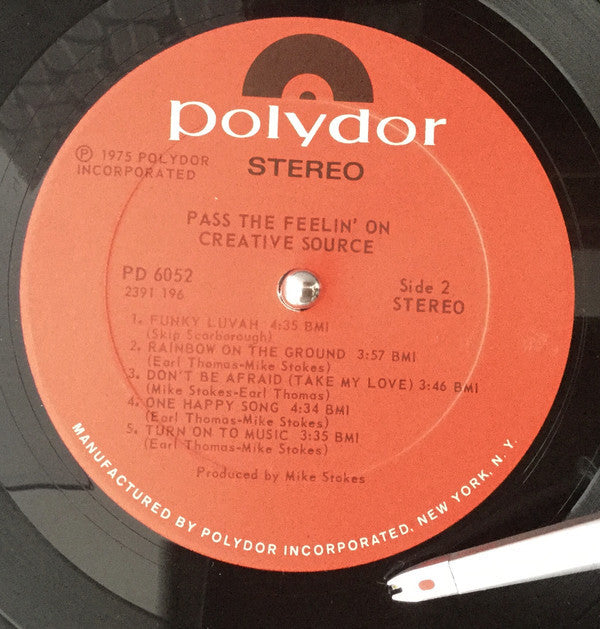 polydor
STEREO
℗ 1975 POLYDOR
INCORPORATED
PASS THE FEELIN' ON
CREATIVE SOURCE
PD 6052
2391 196
Side 2
STEREO
1. FUNKY LUVAH 4:35 BMI
(Skip Scarborough)
2. RAINBOW ON THE GROUND 3:57 BMI
(Earl Thomas-Mike Stokes)
3. DON'T BE AFRAID (TAKE MY LOVE) 3:46 BMI
(Mike Stokes-Earl Thomas)
4. ONE HAPPY SONG 4:34 BMI
(Earl Thomas-Mike Stokes)
5. TURN ON TO MUSIC 3:35 BMI
(Earl Thomas-Mike Stokes)
Produced by Mike Stokes
MANUFACTURED BY POLYDOR INCORPORATED, NEW YORK, N.Y.